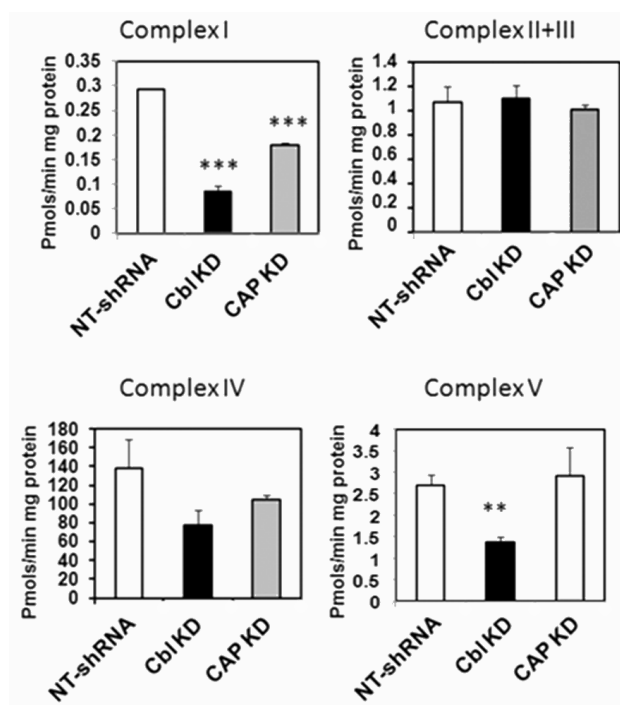 Complex I
Pmols/min mg protein
0.35
0.3
0.25
0.2
0.15
0.1
0.05
0
***
***
NT-shRNA
Cbl KD
CAP KD
Complex II+III
Pmols/min mg protein
1.4
1.2
1
0.8
0.6
0.4
0.2
0
NT-shRNA
Cbl KD
CAP KD
Complex IV
Pmols/min mg protein
180
160
140
120
100
80
60
40
20
0
NT-shRNA
Cbl KD
CAP KD
Complex V
Pmols/min mg protein
4
3.5
3
2.5
2
1.5
1
0.5
0
**
NT-shRNA
Cbl KD
CAP KD